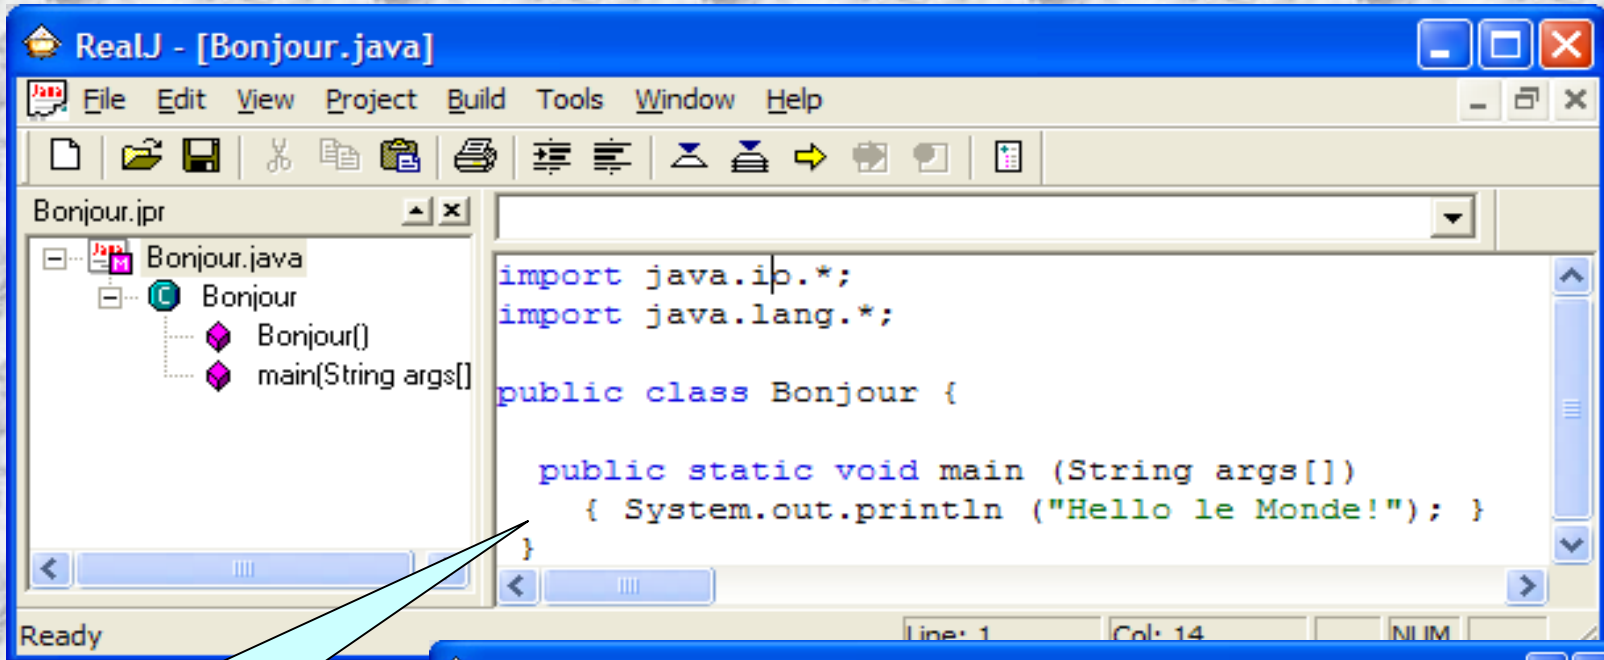 RealJ - [Bonjour.java]
File Edit View Project Build Tools Window Help
Bonjour.jpr
Bonjour.java
Bonjour
Bonjour()
main(String args[]
import java.io.*;
import java.lang.*;
public class Bonjour {
public static void main (String args[])
{ System.out.println ("Hello le Monde!"); }
}
Ready Line: 1 Col: 14 NUM